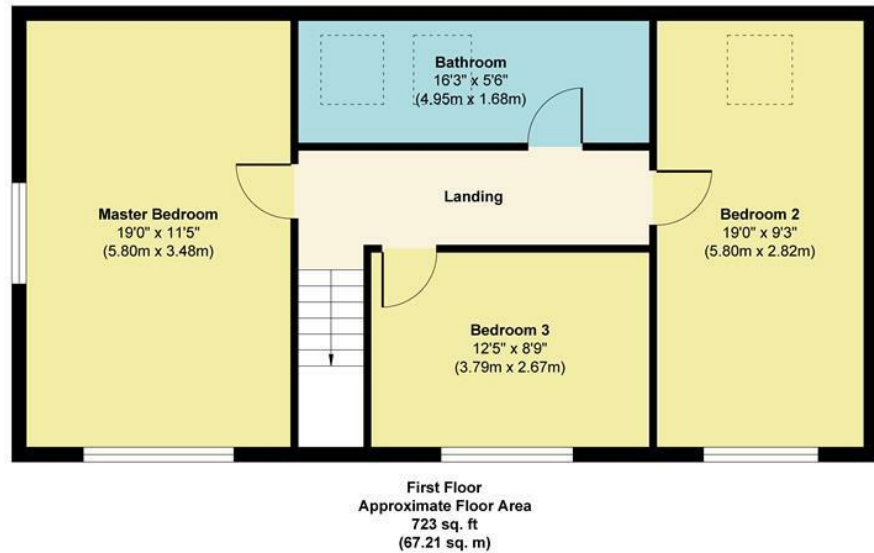 Bathroom
16'3" x 5'6"
(4.95m x 1.68m)
Landing
Master Bedroom
19'0" x 11'5"
(5.80m x 3.48m)
Bedroom 2
19'0" x 9'3"
(5.80m x 2.82m)
Bedroom 3
12'5" x 8'9"
(3.79m x 2.67m)
First Floor
Approximate Floor Area
723 sq. ft
(67.21 sq. m)